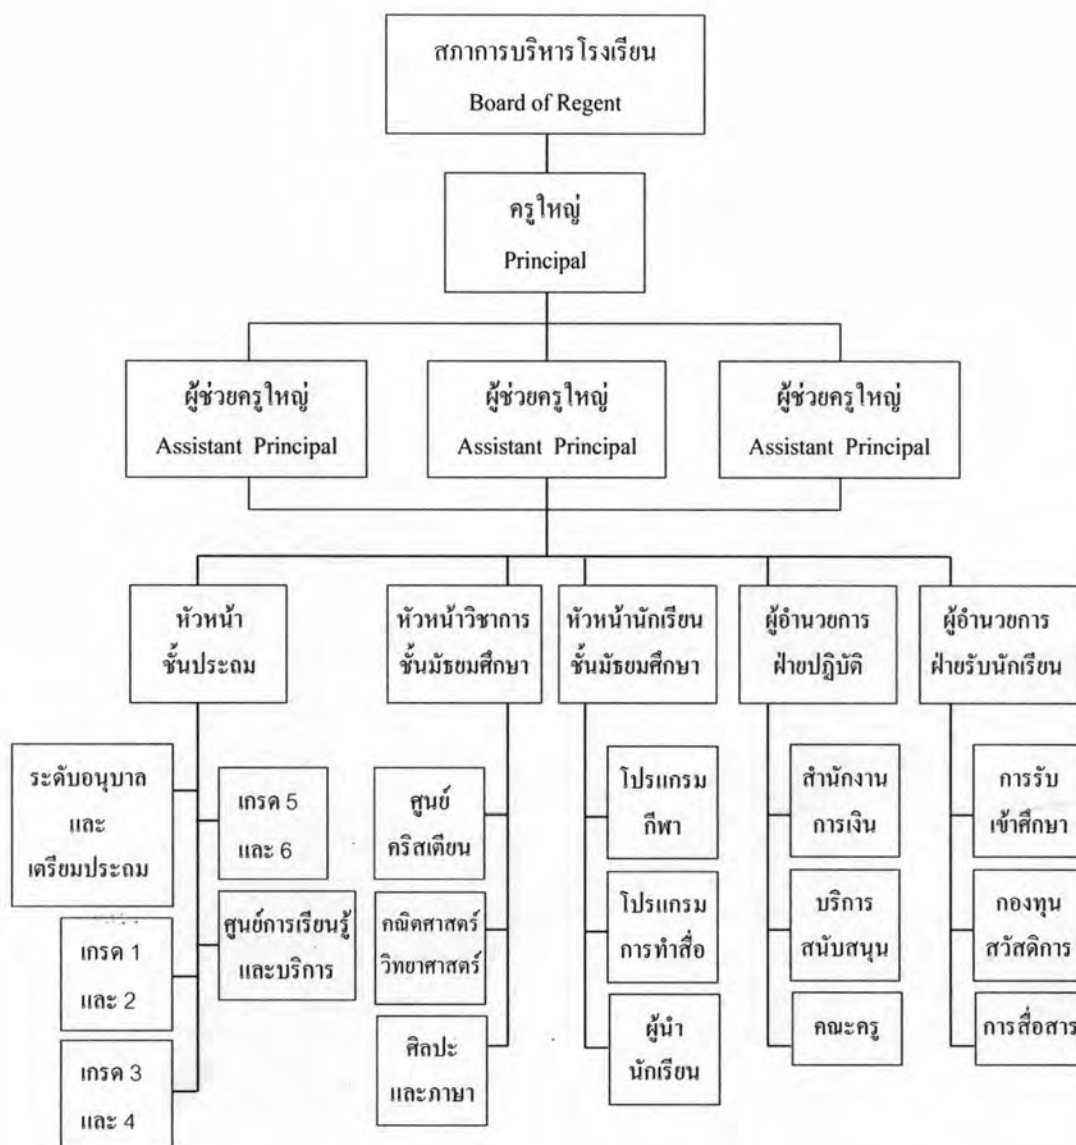 สภาการบริหารโรงเรียน
Board of Regent
ครูใหญ่
Principal
ผู้ช่วยครูใหญ่
Assistant Principal
ผู้ช่วยครูใหญ่
Assistant Principal
ผู้ช่วยครูใหญ่
Assistant Principal
หัวหน้า
ชั้นประถม
หัวหน้าวิชาการ
ชั้นมัธยมศึกษา
หัวหน้านักเรียน
ชั้นมัธยมศึกษา
ผู้อำนวยการ
ฝ่ายปฏิบัติ
ผู้อำนวยการ
ฝ่ายรับนักเรียน
ระดับอนุบาล
และ
เตรียมประถม
เกรด 1
และ 2
เกรด 3
และ 4
เกรด 5
และ 6
ศูนย์การเรียนรู้
และบริการ
ศูนย์
คริสเตียน
คณิตศาสตร์
วิทยาศาสตร์
ศิลปะ
และภาษา
โปรแกรม
กีฬา
โปรแกรม
การทำสื่อ
ผู้นำ
นักเรียน
สำนักงาน
การเงิน
บริการ
สนับสนุน
คณะครู
การรับ
เข้าศึกษา
กองทุน
สวัสดิการ
การสื่อสาร